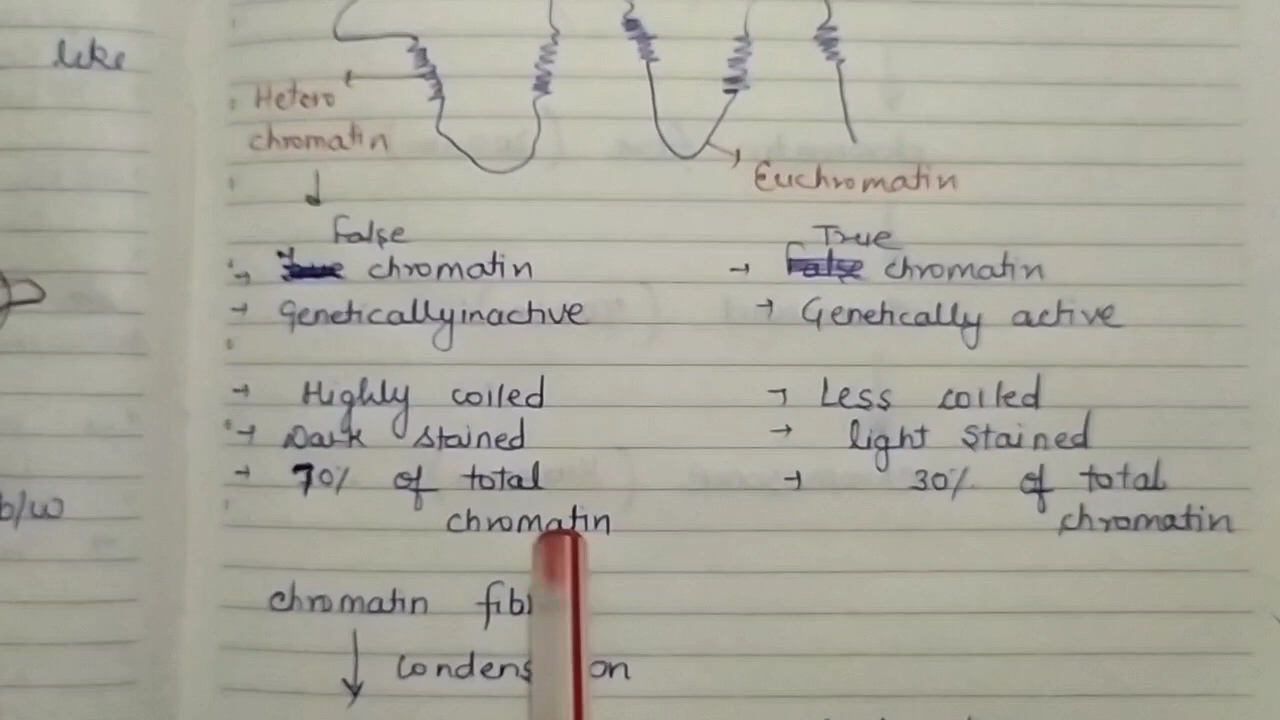 like
Hetero
chromatin
Euchromatin
False
chromatin
Genetically inactive
Highly coiled
Dark stained
70% of total
chromatin
True
False chromatin
Genetically active
Less coiled
light stained
30% of total
chromatin
b/w
chromatin